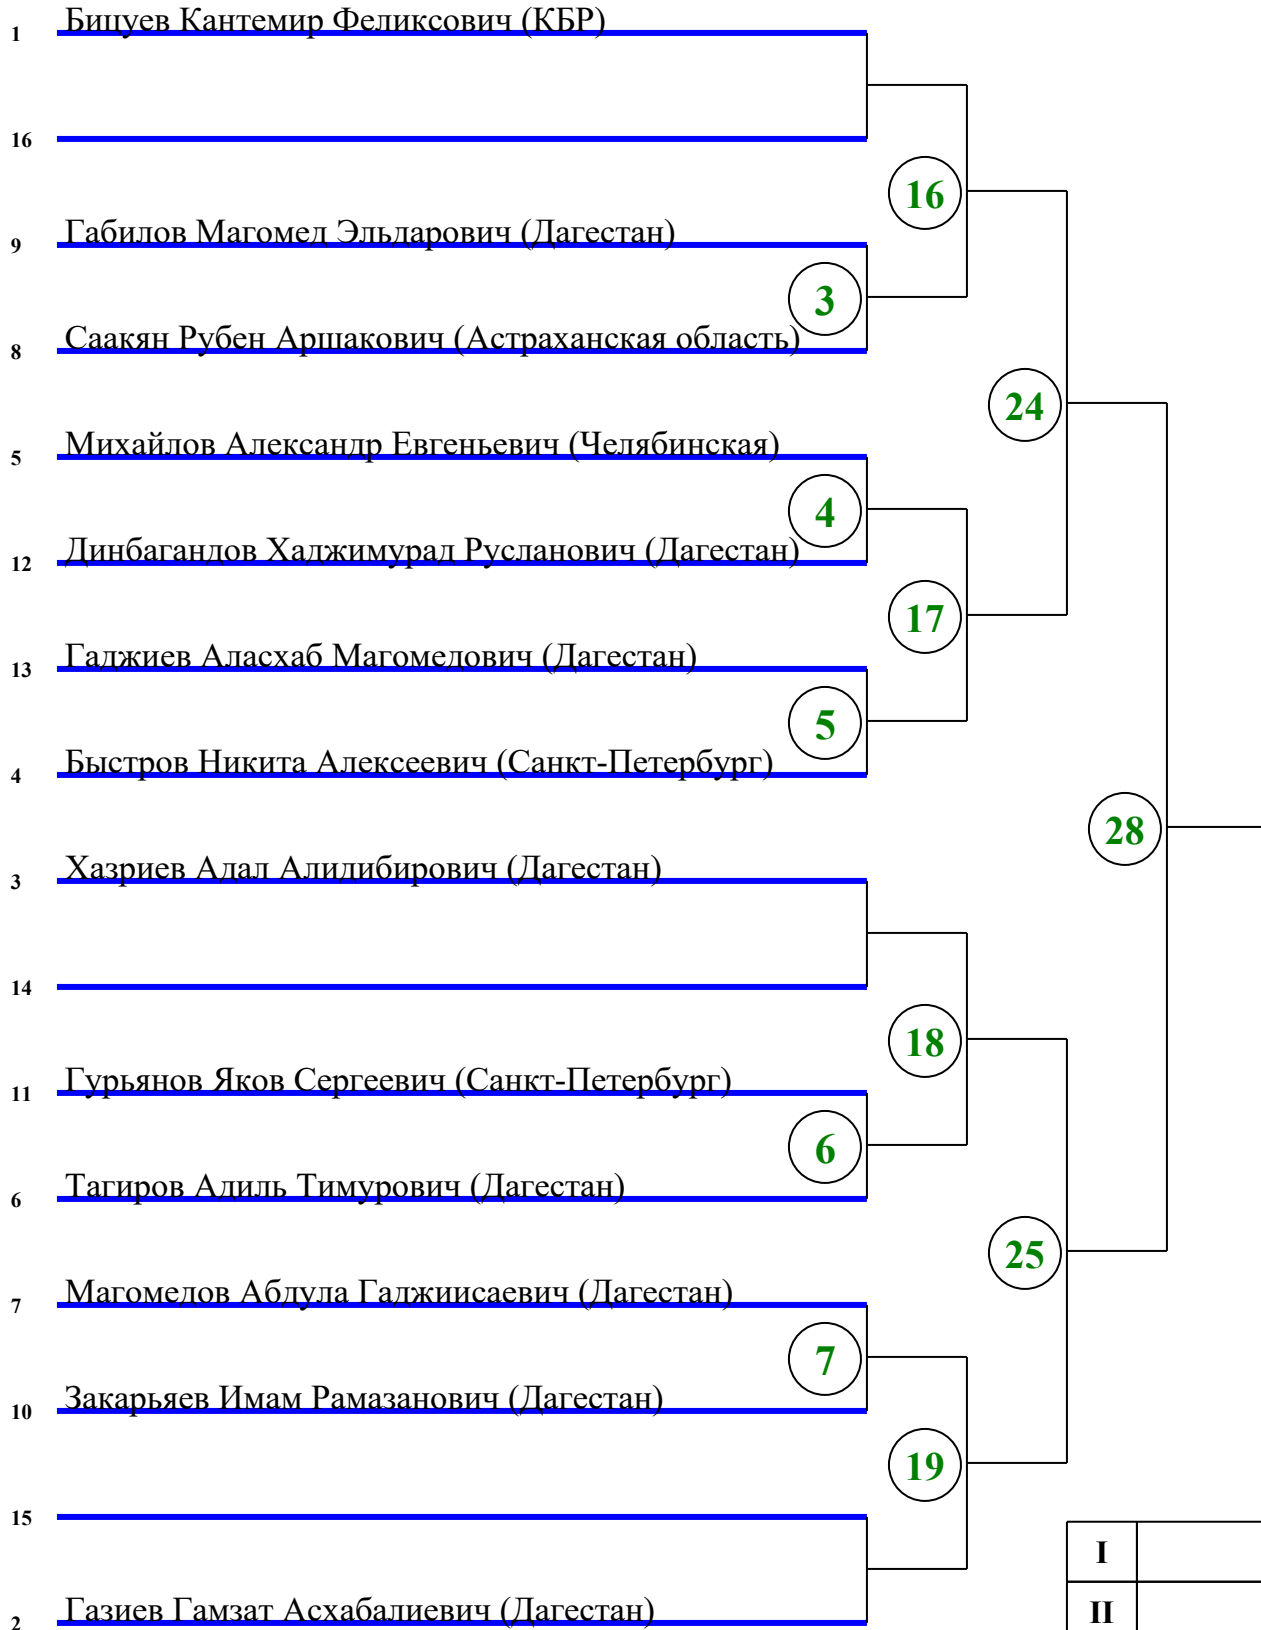 1 Бицуев Кантемир Феликсович (КБР)
16
16
9 Габилов Магомед Эльдарович (Дагестан)
3
8 Саакян Рубен Аршакович (Астраханская область)
24
5 Михайлов Александр Евгеньевич (Челябинская)
4
12 Динбагандов Хаджимурад Русланович (Дагестан)
17
13 Гаджиев Аласхаб Магомедович (Дагестан)
5
4 Быстров Никита Алексеевич (Санкт-Петербург)
28
3 Хазриев Адал Алидибирович (Дагестан)
14
18
11 Гурьянов Яков Сергеевич (Санкт-Петербург)
6
6 Тагиров Адиль Тимурович (Дагестан)
25
7 Магомедов Абдула Гаджиисаевич (Дагестан)
7
10 Закарьяев Имам Рамазанович (Дагестан)
19
15
I
2 Газиев Гамзат Асхабалиевич (Дагестан)
II